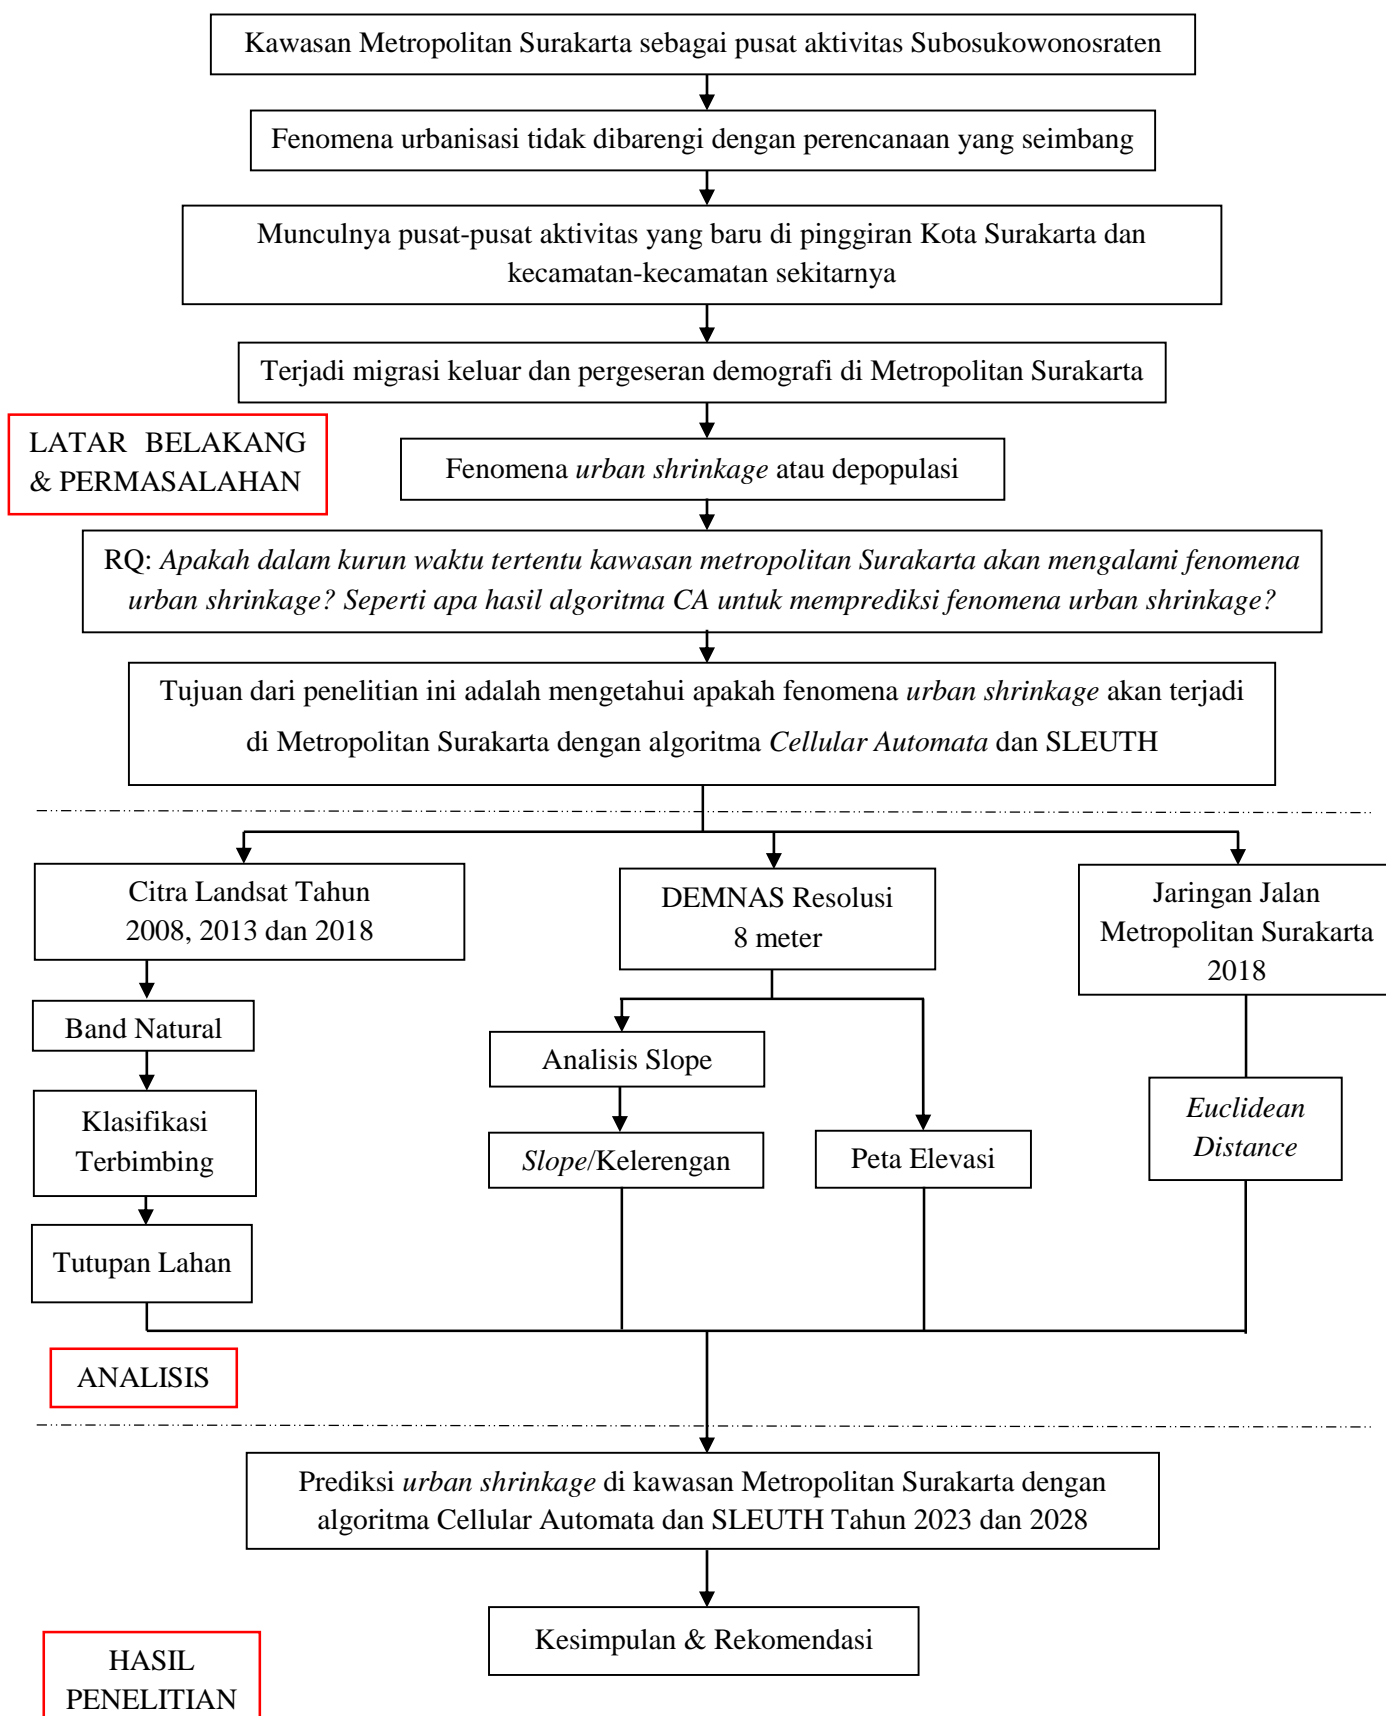 Kawasan Metropolitan Surakarta sebagai pusat aktivitas Subosukowonosraten
Fenomena urbanisasi tidak dibarengi dengan perencanaan yang seimbang
Munculnya pusat-pusat aktivitas yang baru di pinggiran Kota Surakarta dan
kecamatan-kecamatan sekitarnya
Terjadi migrasi keluar dan pergeseran demografi di Metropolitan Surakarta
LATAR BELAKANG
& PERMASALAHAN
Fenomena urban shrinkage atau depopulasi
RQ: Apakah dalam kurun waktu tertentu kawasan metropolitan Surakarta akan mengalami fenomena
urban shrinkage? Seperti apa hasil algoritma CA untuk memprediksi fenomena urban shrinkage?
Tujuan dari penelitian ini adalah mengetahui apakah fenomena urban shrinkage akan terjadi
di Metropolitan Surakarta dengan algoritma Cellular Automata dan SLEUTH
Citra Landsat Tahun
2008, 2013 dan 2018
DEMNAS Resolusi
8 meter
Jaringan Jalan
Metropolitan Surakarta
2018
Band Natural
Analisis Slope
Klasifikasi
Terbimbing
Slope/Kelerengan
Peta Elevasi
Euclidean
Distance
Tutupan Lahan
ANALISIS
Prediksi urban shrinkage di kawasan Metropolitan Surakarta dengan
algoritma Cellular Automata dan SLEUTH Tahun 2023 dan 2028
Kesimpulan & Rekomendasi
HASIL
PENELITIAN